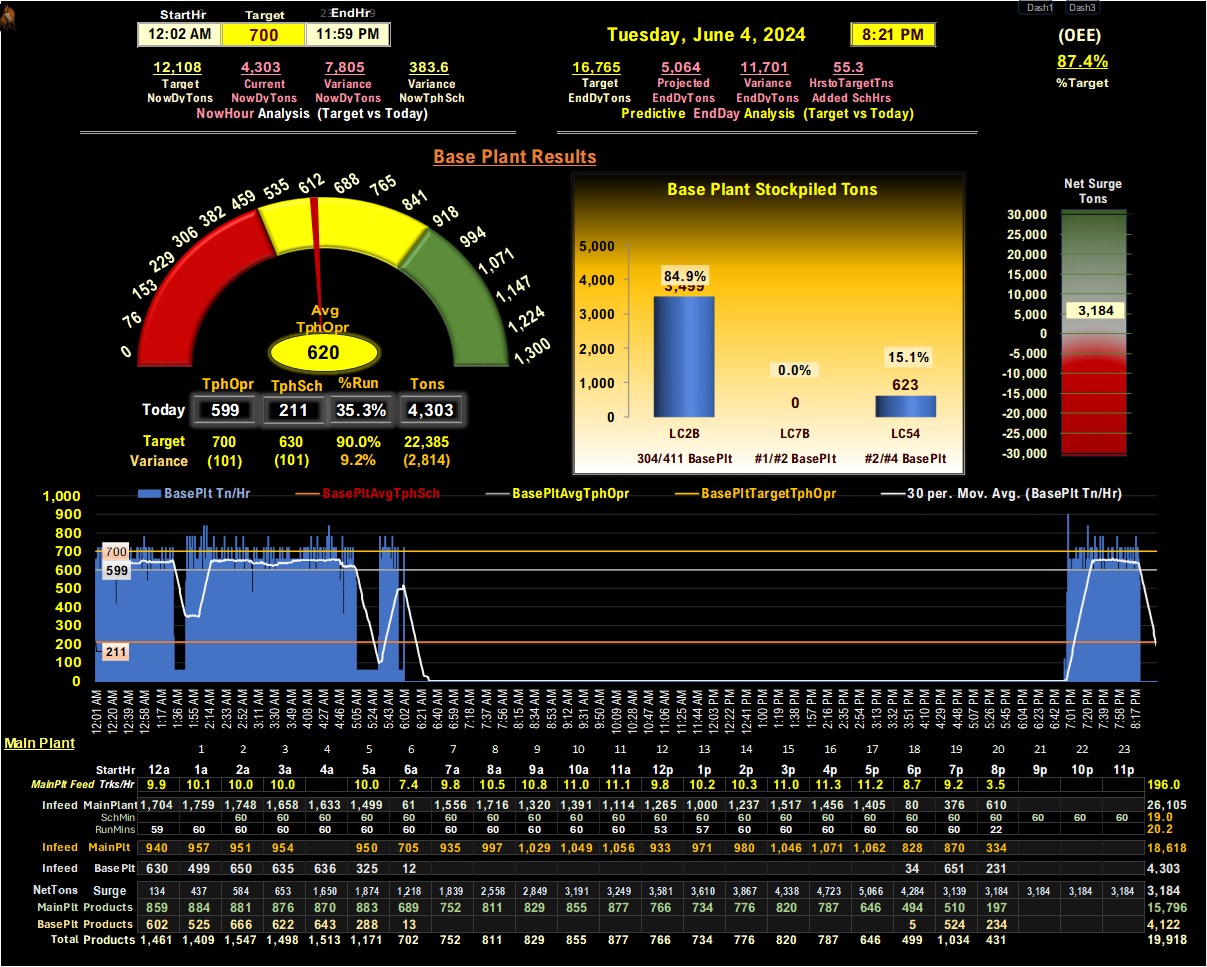 Dash1 Dash3
StartHr Target EndHr
12:02 AM 700 11:59 PM
Tuesday, June 4, 2024 8:21 PM
(OEE)
87.4%
%Target
12,108 4,303 7,805 383.6
Target Current Variance Variance
NowDyTons NowDyTons NowDyTons NowTphSch
NowHour Analysis (Target vs Today)
16,765 5,064 11,701 55.3
Target Projected Variance HrstoTargetTns
EndDyTons EndDyTons EndDyTons Added SchHrs
Predictive EndDay Analysis (Target vs Today)
Base Plant Results
0 76 153 229 306 382 459 535 612 688 765 841 918 994 1,071 1,147 1,224 1,300
Avg
TphOpr
620
TphOpr TphSch %Run Tons
Today 599 211 35.3% 4,303
Target 700 630 90.0% 22,385
Variance (101) (101) 9.2% (2,814)
Base Plant Stockpiled Tons
5,000
4,000
3,000
2,000
1,000
0
84.9%
3,499
0.0%
0
15.1%
623
LC2B LC7B LC54
304/411 BasePlt #1/#2 BasePlt #2/#4 BasePlt
Net Surge
Tons
30,000
25,000
20,000
15,000
10,000
5,000
0
-5,000
-10,000
-15,000
-20,000
-25,000
-30,000
3,184
BasePlt Tn/Hr BasePltAvgTphSch BasePltAvgTphOpr BasePltTargetTphOpr 30 per. Mov. Avg. (BasePlt Tn/Hr)
1,000
900
800
700
600
500
400
300
200
100
0
700
599
211
12:01 AM 12:20 AM 12:39 AM 12:58 AM 1:17 AM 1:36 AM 1:55 AM 2:14 AM 2:33 AM 2:52 AM 3:11 AM 3:30 AM 3:49 AM 4:08 AM 4:27 AM 4:46 AM 5:05 AM 5:24 AM 5:43 AM 6:02 AM 6:21 AM 6:40 AM 6:59 AM 7:18 AM 7:37 AM 7:56 AM 8:15 AM 8:34 AM 8:53 AM 9:12 AM 9:31 AM 9:50 AM 10:09 AM 10:28 AM 10:47 AM 11:06 AM 11:25 AM 11:44 AM 12:03 PM 12:22 PM 12:41 PM 1:00 PM 1:19 PM 1:38 PM 1:57 PM 2:16 PM 2:35 PM 2:54 PM 3:13 PM 3:32 PM 3:51 PM 4:10 PM 4:29 PM 4:48 PM 5:07 PM 5:26 PM 5:45 PM 6:04 PM 6:23 PM 6:42 PM 7:01 PM 7:20 PM 7:39 PM 7:58 PM 8:17 PM
Main Plant
1 2 3 4 5 6 7 8 9 10 11 12 13 14 15 16 17 18 19 20 21 22 23
StartHr 12a 1a 2a 3a 4a 5a 6a 7a 8a 9a 10a 11a 12p 1p 2p 3p 4p 5p 6p 7p 8p 9p 10p 11p
MainPlt Feed Trks/Hr 9.9 10.1 10.0 10.0 10.0 7.4 9.8 10.5 10.8 11.0 11.1 9.8 10.2 10.3 11.0 11.3 11.2 8.7 9.2 3.5 196.0
Infeed MainPlant 1,704 1,759 1,748 1,658 1,633 1,499 61 1,556 1,716 1,320 1,391 1,114 1,265 1,000 1,237 1,517 1,456 1,405 80 376 610 26,105
SchMin 60 60 60 60 60 60 60 60 60 60 60 60 60 60 60 60 60 60 60 60 60 60 19.0
RunMins 59 60 60 60 60 60 60 60 60 60 60 60 53 57 60 60 60 60 60 60 22 20.2
Infeed MainPlt 940 957 951 954 950 705 935 997 1,029 1,049 1,056 933 971 980 1,046 1,071 1,062 828 870 334 18,618
Infeed BasePlt 630 499 650 635 636 325 12 34 651 231 4,303
NetTons Surge 134 437 584 653 1,650 1,874 1,218 1,839 2,558 2,849 3,191 3,249 3,581 3,610 3,867 4,338 4,723 5,066 4,284 3,139 3,184 3,184 3,184 3,184 3,184
MainPlt Products 859 884 881 876 870 883 689 752 811 829 855 877 766 734 776 820 787 646 494 510 197 15,796
BasePlt Products 602 525 666 622 643 288 13 5 524 234 4,122
Total Products 1,461 1,409 1,547 1,498 1,513 1,171 702 752 811 829 855 877 766 734 776 820 787 646 499 1,034 431 19,918